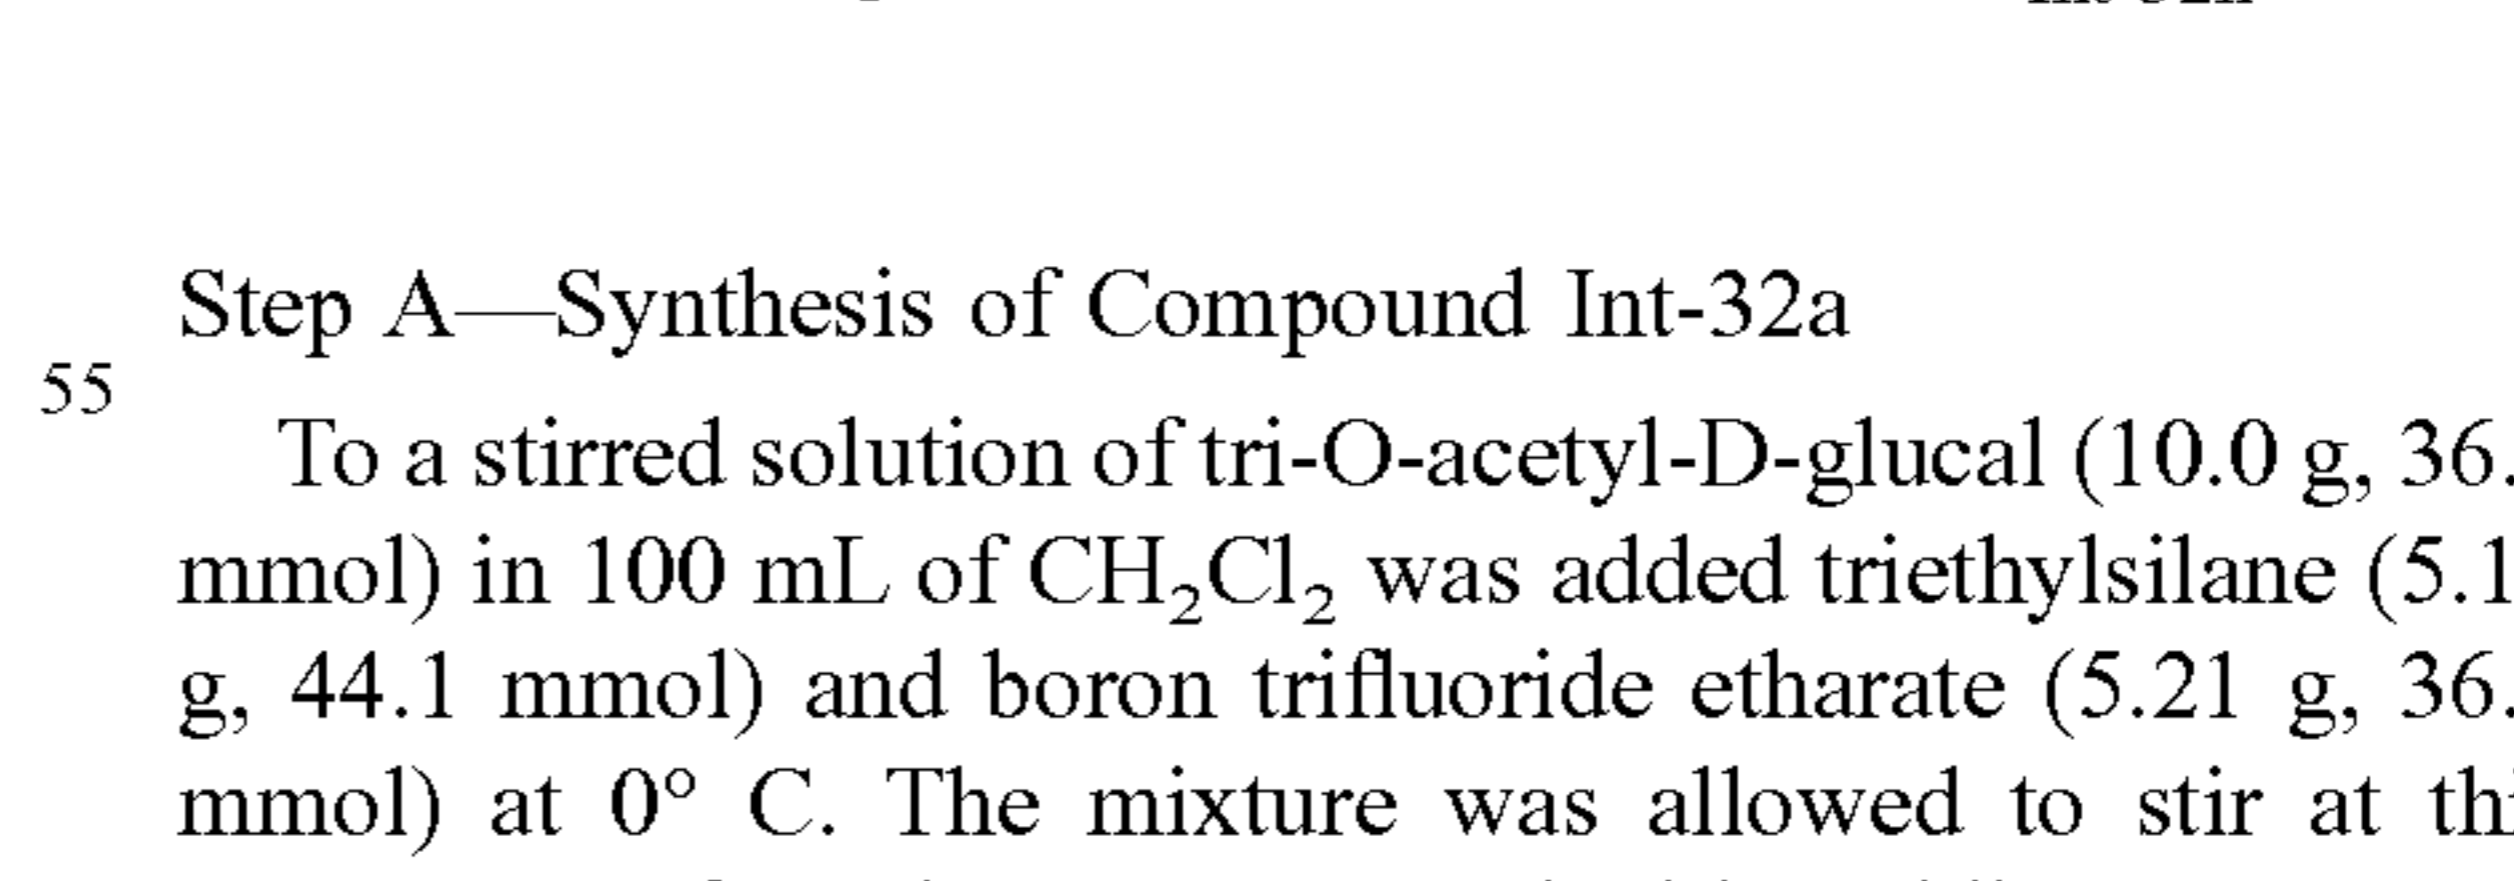 Step A—Synthesis of Compound Int-32a
55
To a stirred solution of tri-O-acetyl-D-glucal (10.0 g, 36.
mmol) in 100 mL of CH₂Cl₂ was added triethylsilane (5.1
g, 44.1 mmol) and boron trifluoride etharate (5.21 g, 36.
mmol) at 0° C. The mixture was allowed to stir at thi